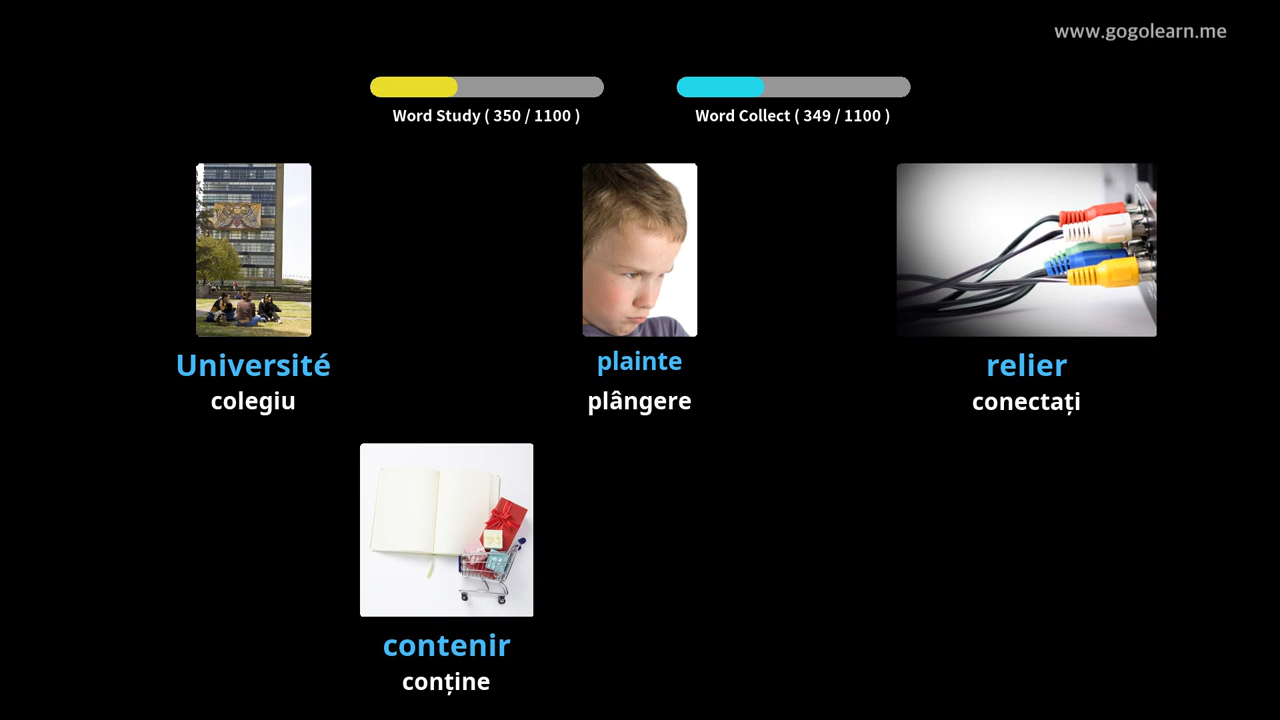 www.gogolearn.me
Word Study ( 350 / 1100 )
Word Collect ( 349 / 1100 )
Université
colegiu
plainte
plângere
relier
conectați
contenir
conține